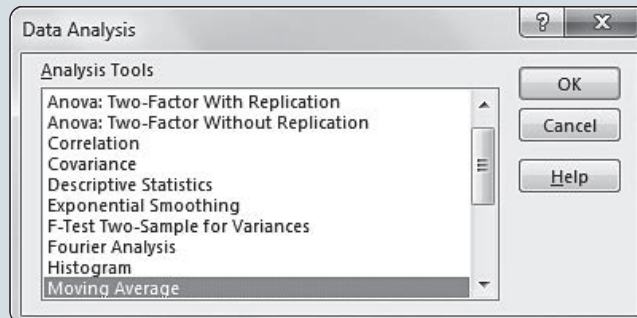 Data Analysis
Analysis Tools
Anova: Two-Factor With Replication
Anova: Two-Factor Without Replication
Correlation
Covariance
Descriptive Statistics
Exponential Smoothing
F-Test Two-Sample for Variances
Fourier Analysis
Histogram
Moving Average
OK
Cancel
Help